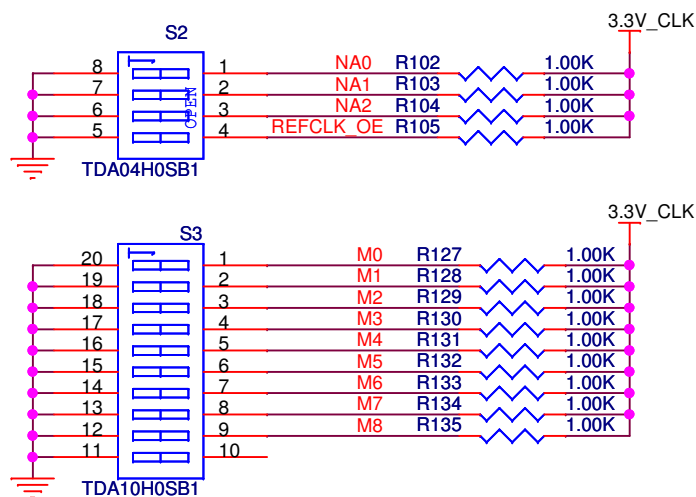 3.3V_CLK
S2
8 1 NA0 R102 1.00K
7 2 NA1 R103 1.00K
6 3 NA2 R104 1.00K
5 4 REFCLK_OE R105 1.00K
OPEN
TDA04H0SB1
3.3V_CLK
S3
20 1 M0 R127 1.00K
19 2 M1 R128 1.00K
18 3 M2 R129 1.00K
17 4 M3 R130 1.00K
16 5 M4 R131 1.00K
15 6 M5 R132 1.00K
14 7 M6 R133 1.00K
13 8 M7 R134 1.00K
12 9 M8 R135 1.00K
11 10
TDA10H0SB1